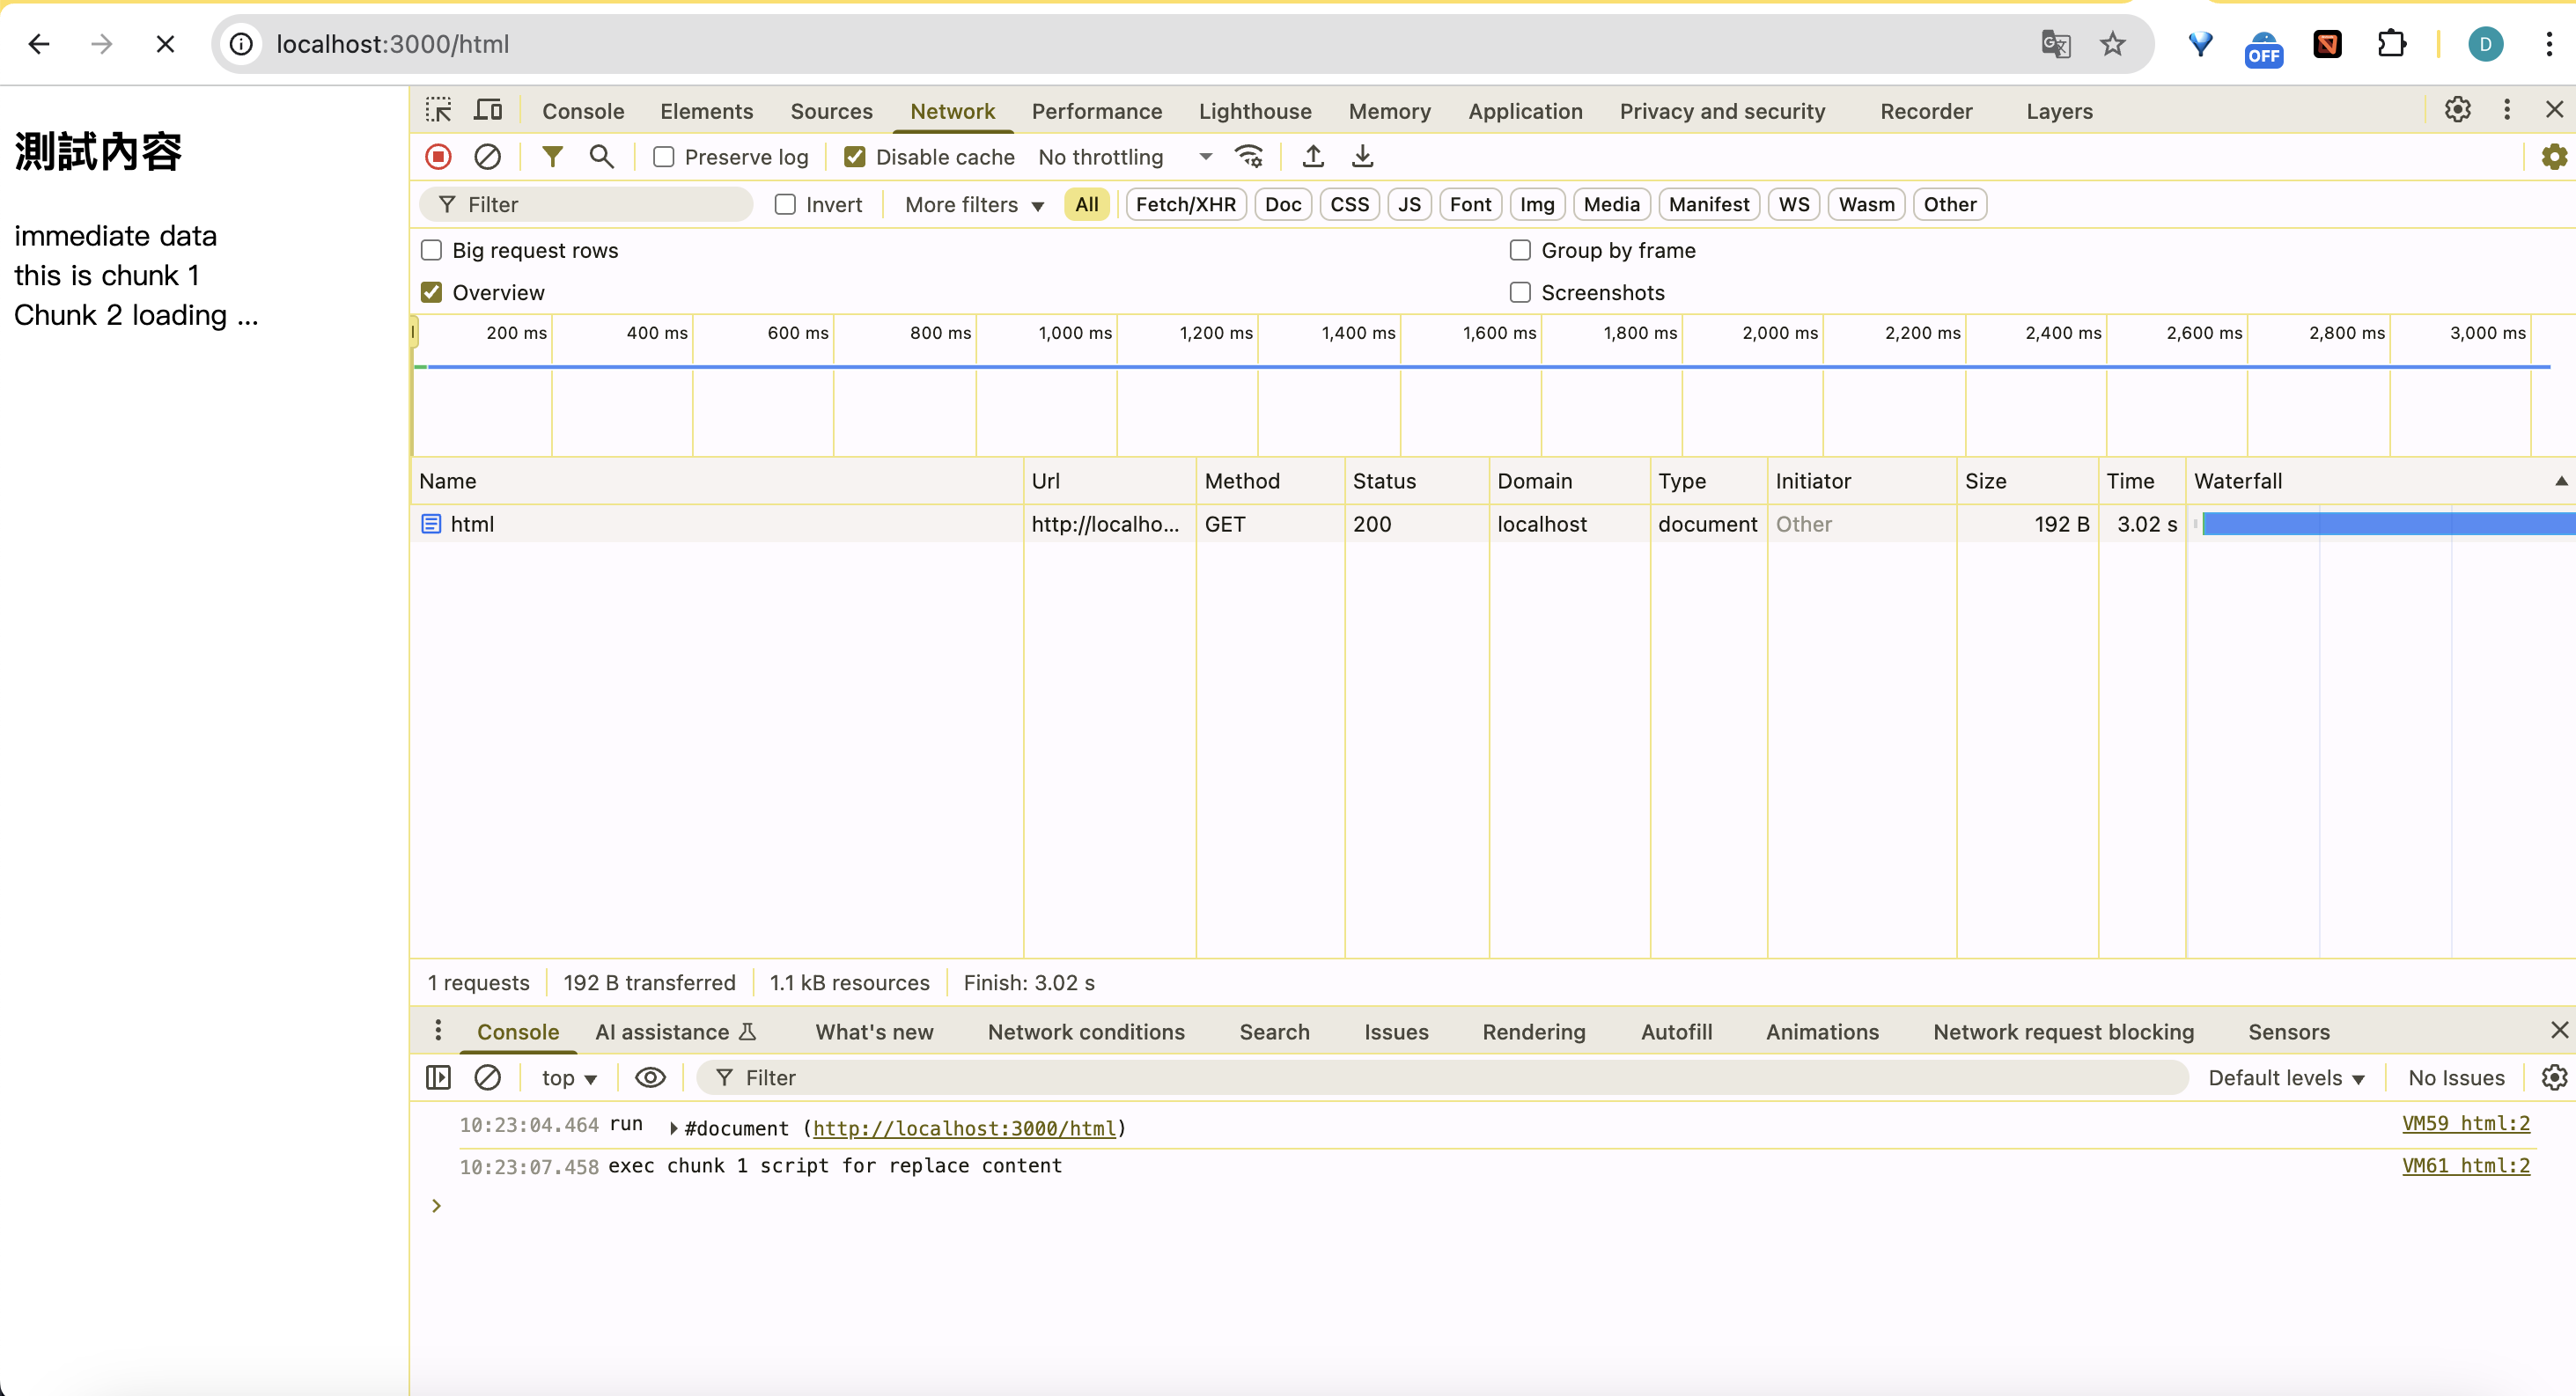 localhost:3000/html
OFF
D
測試內容
immediate data
this is chunk 1
Chunk 2 loading ...
Console Elements Sources Network Performance Lighthouse Memory Application Privacy and security Recorder Layers
Preserve log Disable cache No throttling
Filter Invert More filters All Fetch/XHR Doc CSS JS Font Img Media Manifest WS Wasm Other
Big request rows Group by frame
Overview Screenshots
200 ms 400 ms 600 ms 800 ms 1,000 ms 1,200 ms 1,400 ms 1,600 ms 1,800 ms 2,000 ms 2,200 ms 2,400 ms 2,600 ms 2,800 ms 3,000 ms
Name Url Method Status Domain Type Initiator Size Time Waterfall
html http://localho... GET 200 localhost document Other 192 B 3.02 s
1 requests 192 B transferred 1.1 kB resources Finish: 3.02 s
Console AI assistance What's new Network conditions Search Issues Rendering Autofill Animations Network request blocking Sensors
top Filter Default levels No Issues
10:23:04.464 run #document (http://localhost:3000/html) VM59 html:2
10:23:07.458 exec chunk 1 script for replace content VM61 html:2